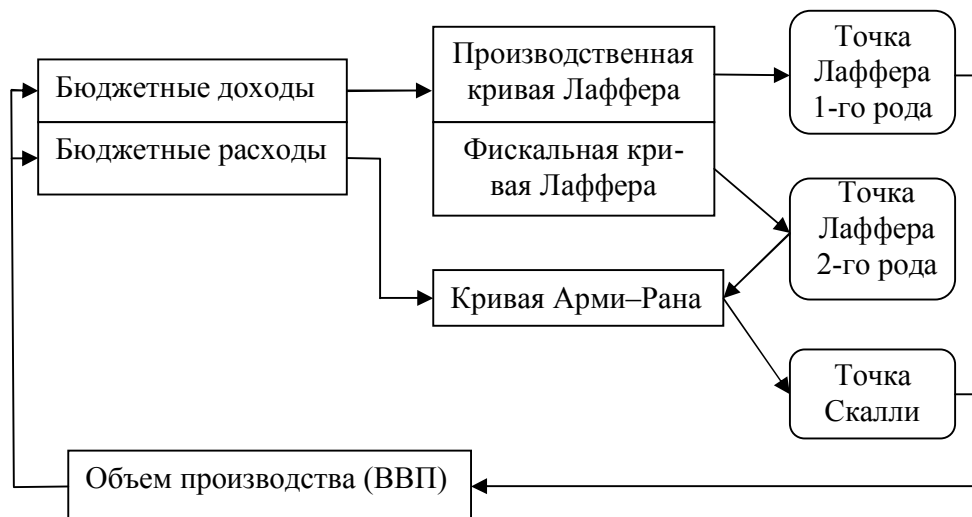 Бюджетные доходы
Бюджетные расходы
Производственная
кривая Лаффера
Фискальная кри-
вая Лаффера
Кривая Арми–Рана
Точка
Лаффера
1-го рода
Точка
Лаффера
2-го рода
Точка
Скалли
Объем производства (ВВП)